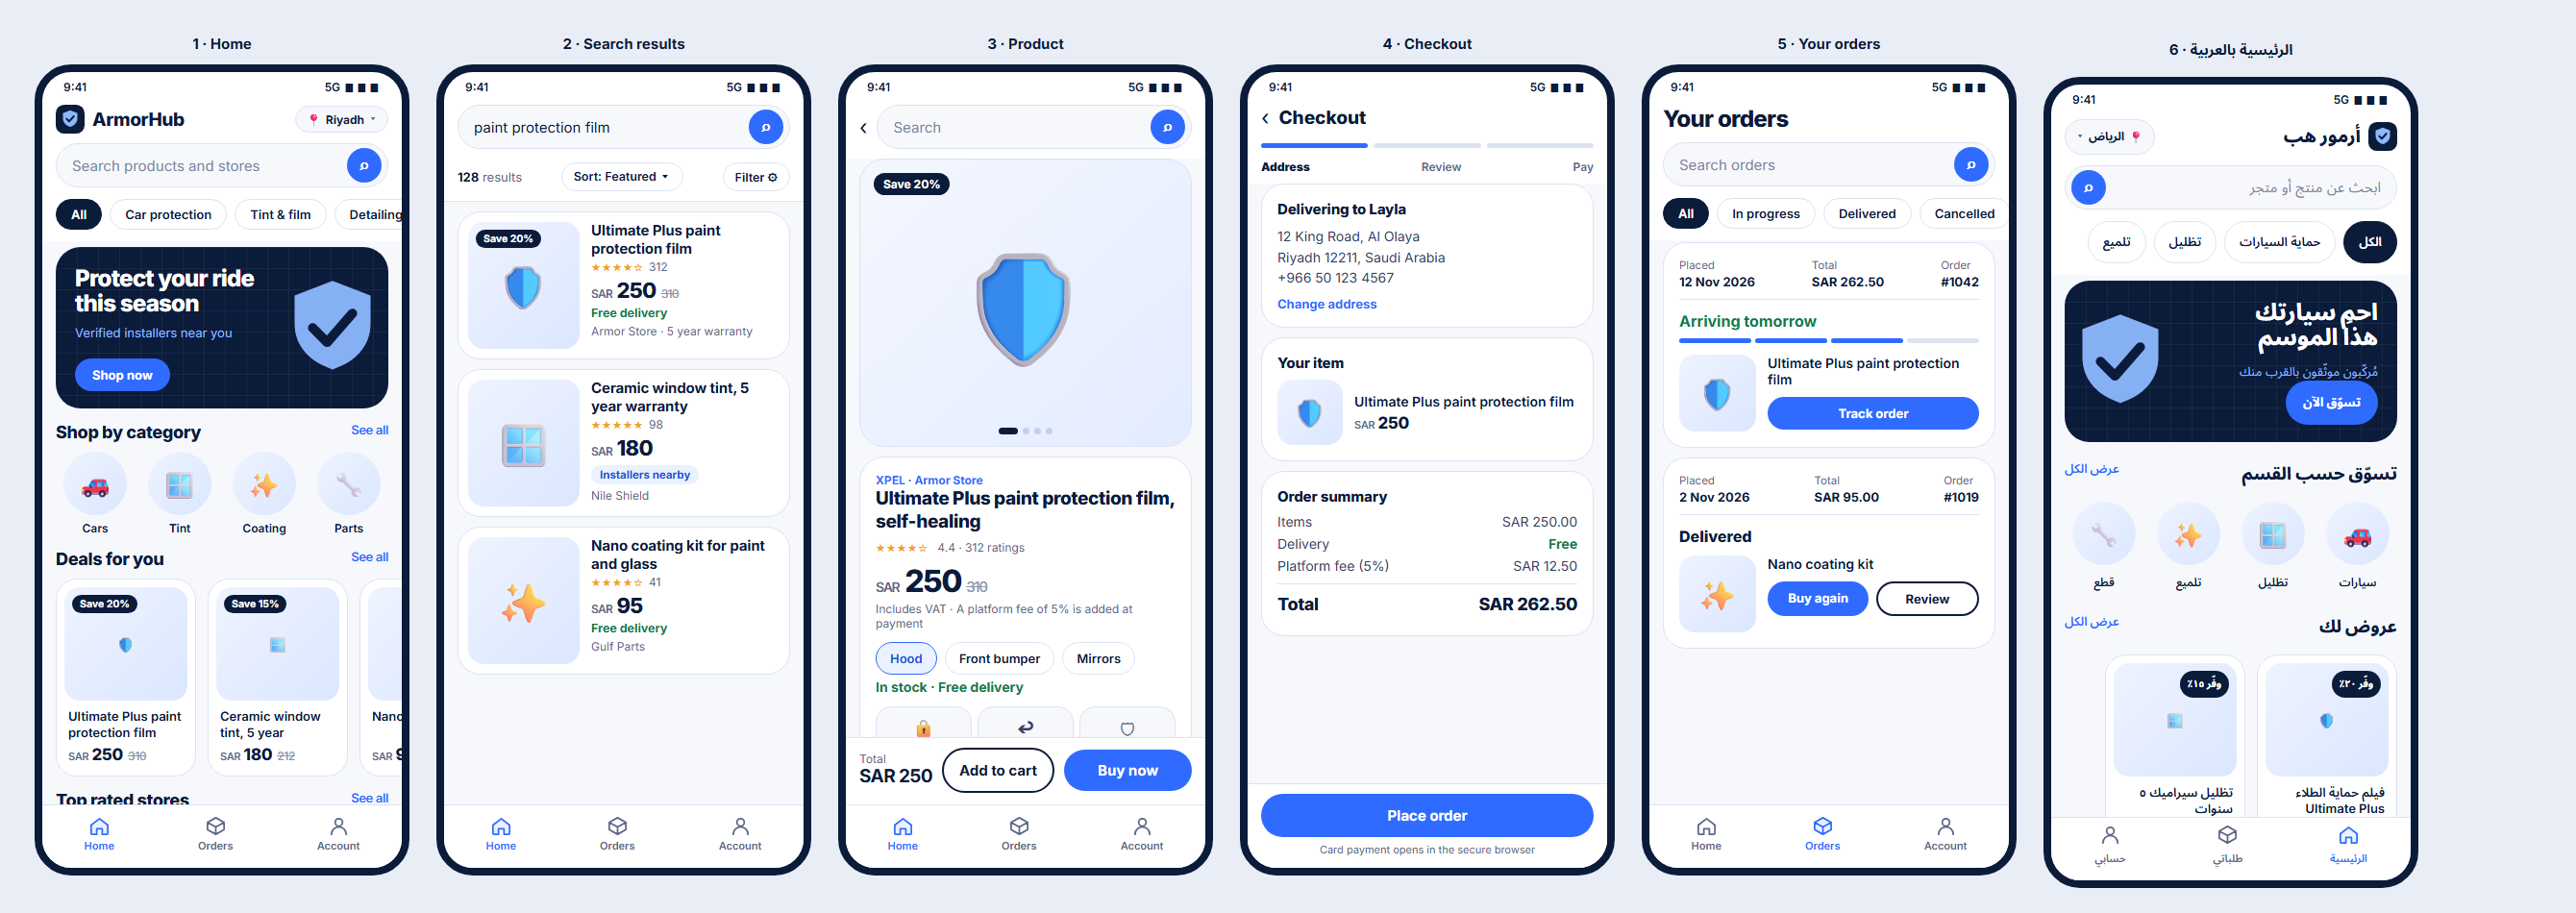 1 · Home
9:41
5G
ArmorHub
Riyadh
Search products and stores
All
Car protection
Tint & film
Detailing
Protect your ride
this season
Verified installers near you
Shop now
Shop by category
See all
Cars
Tint
Coating
Parts
Deals for you
See all
Save 20%
Save 15%
Ultimate Plus paint
protection film
SAR 250 310
Ceramic window
tint, 5 year
SAR 180 212
Nano
SAR 9
Top rated stores
See all
Home
Orders
Account
2 · Search results
9:41
5G
paint protection film
128 results
Sort: Featured
Filter
Save 20%
Ultimate Plus paint
protection film
312
SAR 250 310
Free delivery
Armor Store · 5 year warranty
Ceramic window tint, 5
year warranty
98
SAR 180
Installers nearby
Nile Shield
Nano coating kit for paint
and glass
41
SAR 95
Free delivery
Gulf Parts
Home
Orders
Account
3 · Product
9:41
5G
Search
Save 20%
XPEL · Armor Store
Ultimate Plus paint protection film,
self-healing
4.4 · 312 ratings
SAR 250 310
Includes VAT · A platform fee of 5% is added at
payment
Hood
Front bumper
Mirrors
In stock · Free delivery
Total
SAR 250
Add to cart
Buy now
Home
Orders
Account
4 · Checkout
9:41
5G
Checkout
Address
Review
Pay
Delivering to Layla
12 King Road, Al Olaya
Riyadh 12211, Saudi Arabia
+966 50 123 4567
Change address
Your item
Ultimate Plus paint protection film
SAR 250
Order summary
Items SAR 250.00
Delivery Free
Platform fee (5%) SAR 12.50
Total SAR 262.50
Place order
Card payment opens in the secure browser
5 · Your orders
9:41
5G
Your orders
Search orders
All
In progress
Delivered
Cancelled
Placed Total Order
12 Nov 2026 SAR 262.50 #1042
Arriving tomorrow
Ultimate Plus paint protection
film
Track order
Placed Total Order
2 Nov 2026 SAR 95.00 #1019
Delivered
Nano coating kit
Buy again
Review
Home
Orders
Account
6 · الرئيسية بالعربية
9:41
5G
أرمور هب
الرياض
ابحث عن منتج أو متجر
الكل
حماية السيارات
تظليل
تلميع
احمِ سيارتك
هذا الموسم
مُركّبون موثّقون بالقرب منك
تسوّق الآن
تسوّق حسب القسم
عرض الكل
سيارات
تظليل
تلميع
قطع
عروض لك
عرض الكل
وفّر ٢٠٪
وفّر ١٥٪
فيلم حماية الطلاء
Ultimate Plus
تظليل سيراميك ٥
سنوات
الرئيسية
طلباتي
حسابي